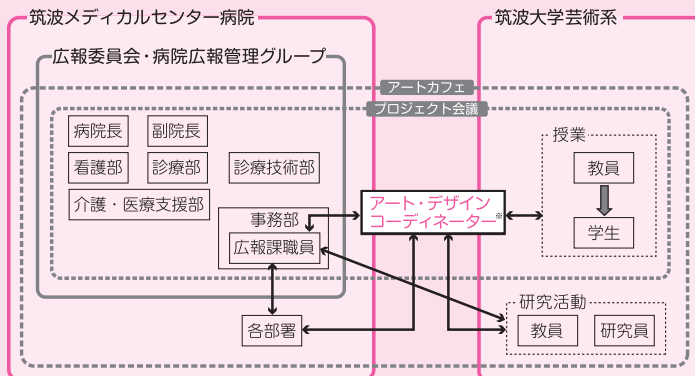 筑波メディカルセンター病院
筑波大学芸術系
広報委員会・病院広報管理グループ
アートカフェ
プロジェクト会議
病院長
副院長
看護部
診療部
診療技術部
介護・医療支援部
事務部
広報課職員
アート・デザイン
コーディネーター※
授業
教員
学生
各部署
研究活動
教員
研究員